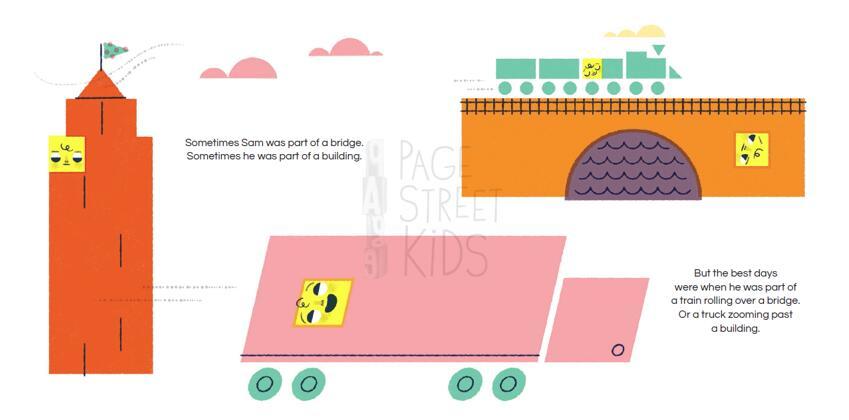 Sometimes Sam was part of a bridge.
Sometimes he was part of a building.
PAGE
STREET
KiDS
But the best days
were when he was part of
a train rolling over a bridge.
Or a truck zooming past
a building.